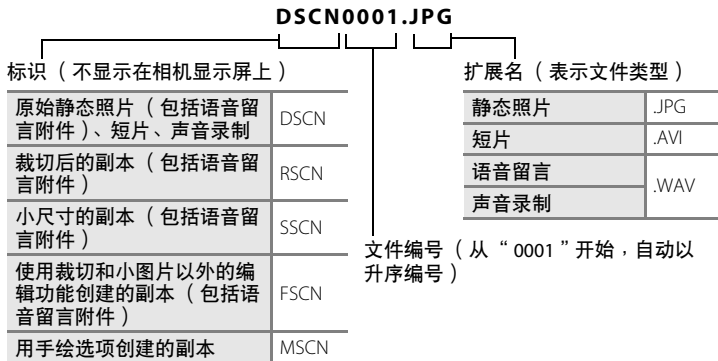 DSCN0001.JPG
标识（不显示在相机显示屏上）
原始静态照片（包括语音留
言附件）、短片、声音录制
DSCN
裁切后的副本（包括语音留
言附件）
RSCN
小尺寸的副本（包括语音留
言附件）
SSCN
使用裁切和小图片以外的编
辑功能创建的副本（包括语
音留言附件）
FSCN
用手绘选项创建的副本
MSCN
扩展名（表示文件类型）
静态照片
.JPG
短片
.AVI
语音留言
.WAV
声音录制
文件编号（从“0001”开始，自动以
升序编号）